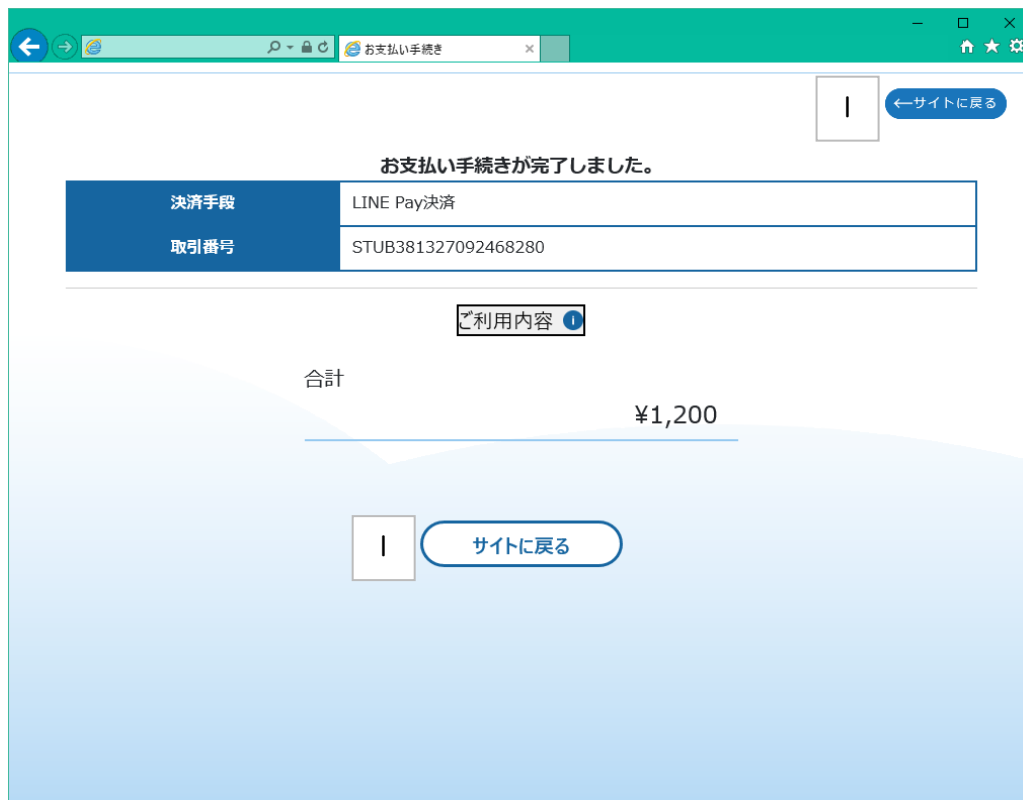 お支払い手続き
I
←サイトに戻る
お支払い手続きが完了しました。
決済手段 LINE Pay決済
取引番号 STUB381327092468280
ご利用内容 i
合計
¥1,200
I サイトに戻る